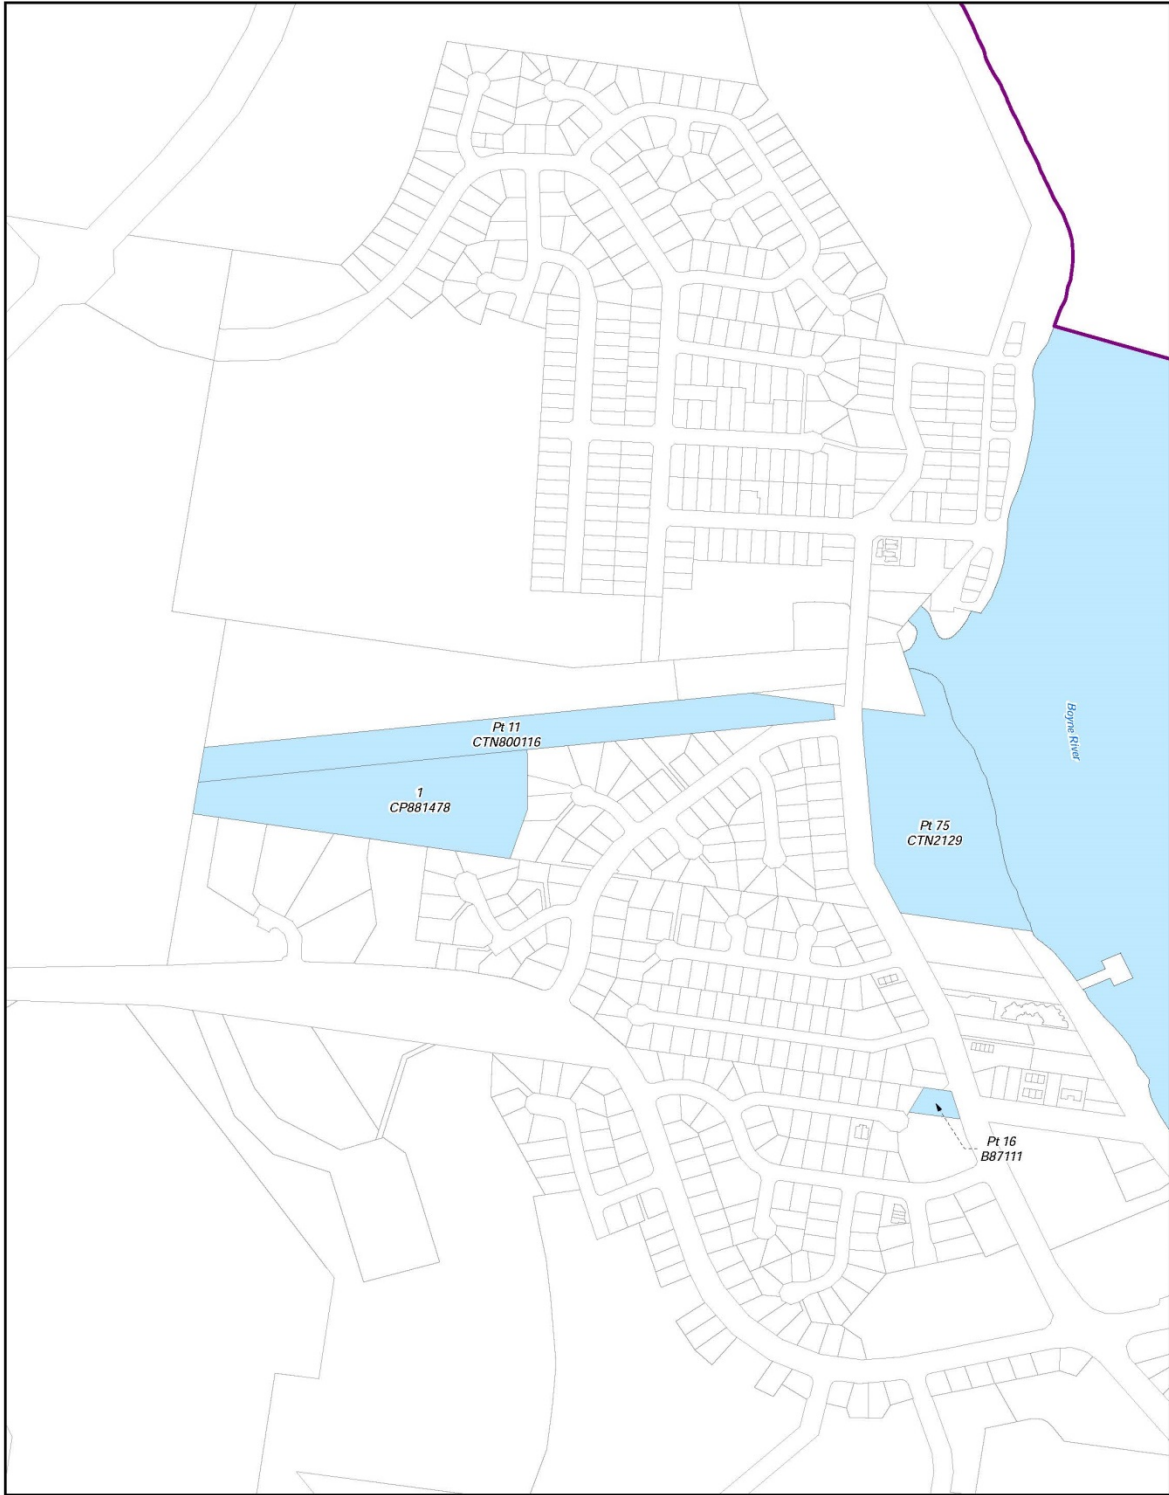 Pt 11
CTN800116
1
CP881478
Pt 75
CTN2129
Boyne River
Pt 16
B87111